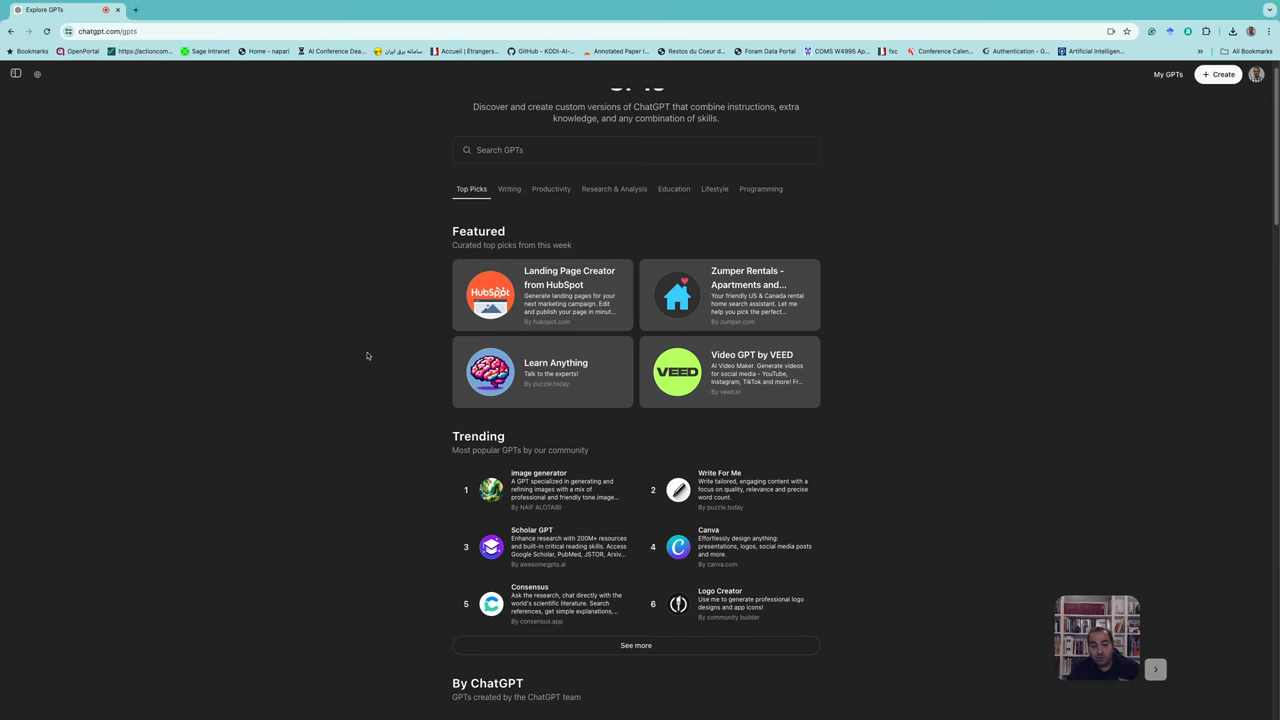 Explore GPTs
chatgpt.com/gpts
Bookmarks
OpenPortal
https://actioncom...
Sage Intranet
Home - napari
AI Conference Dea...
سامانه برق ایران
Accueil | Étrangers...
GitHub - KDDI-AI-...
Annotated Paper I...
Restos du Coeur d...
Foram Data Portal
COMS W4995 Ap...
fxc
Conference Calen...
Authentication - G...
Artificial Intelligen...
»
All Bookmarks
My GPTs
+ Create
GPTs
Discover and create custom versions of ChatGPT that combine instructions, extra
knowledge, and any combination of skills.
Search GPTs
Top Picks
Writing
Productivity
Research & Analysis
Education
Lifestyle
Programming
Featured
Curated top picks from this week
HubSpot
Landing Page Creator
from HubSpot
Generate landing pages for your
next marketing campaign. Edit
and publish your page in minut...
By hubspot.com
Zumper Rentals -
Apartments and...
Your friendly US & Canada rental
home search assistant. Let me
help you pick the perfect...
By zumper.com
Learn Anything
Talk to the experts!
By puzzle.today
VEED
Video GPT by VEED
AI Video Maker. Generate videos
for social media - YouTube,
Instagram, TikTok and more! Fr...
By veed.io
Trending
Most popular GPTs by our community
1
image generator
A GPT specialized in generating and
refining images with a mix of
professional and friendly tone.image...
By NAIF ALOTAIBI
2
Write For Me
Write tailored, engaging content with a
focus on quality, relevance and precise
word count.
By puzzle.today
3
Scholar GPT
Enhance research with 200M+ resources
and built-in critical reading skills. Access
Google Scholar, PubMed, JSTOR, Arxiv...
By awesomegpts.ai
4
Canva
Effortlessly design anything:
presentations, logos, social media posts
and more.
By canva.com
5
Consensus
Ask the research, chat directly with the
world's scientific literature. Search
references, get simple explanations,...
By consensus.app
6
Logo Creator
Use me to generate professional logo
designs and app icons!
By community builder
See more
By ChatGPT
GPTs created by the ChatGPT team